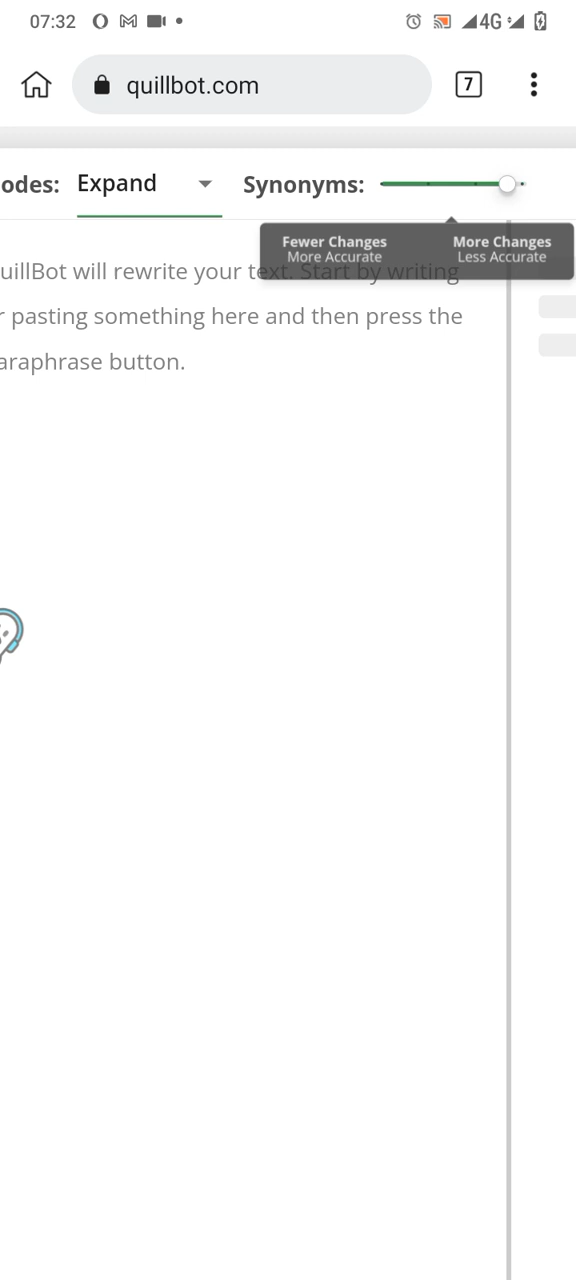 07:32
4G
quillbot.com
7
odes: Expand Synonyms:
Fewer Changes More Changes
More Accurate Less Accurate
uillBot will rewrite your text. Start by writing
r pasting something here and then press the
araphrase button.